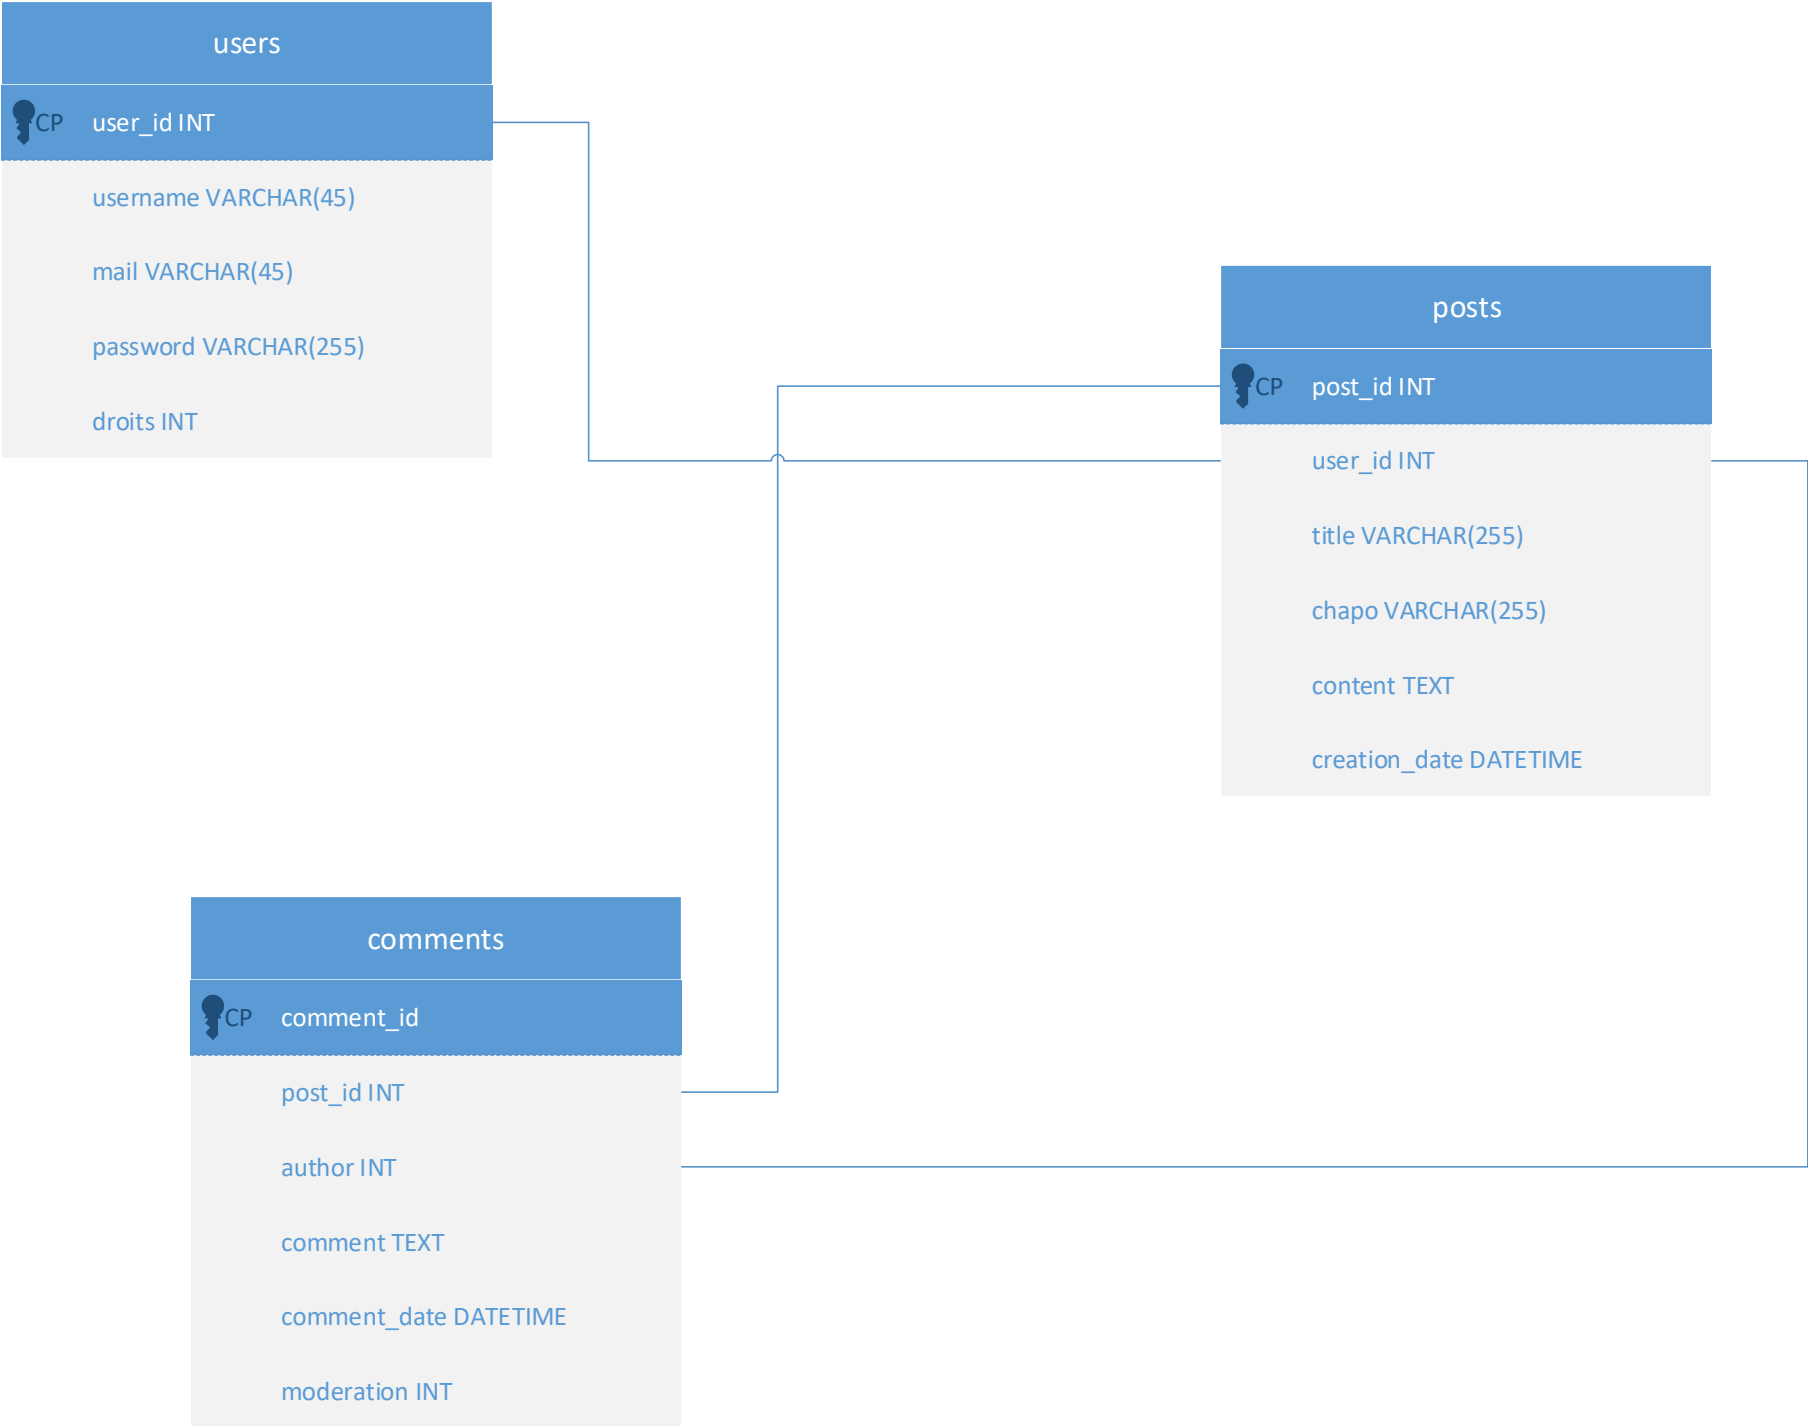 users
CP user_id INT
username VARCHAR(45)
mail VARCHAR(45)
password VARCHAR(255)
droits INT
posts
CP post_id INT
user_id INT
title VARCHAR(255)
chapo VARCHAR(255)
content TEXT
creation_date DATETIME
comments
CP comment_id
post_id INT
author INT
comment TEXT
comment_date DATETIME
moderation INT